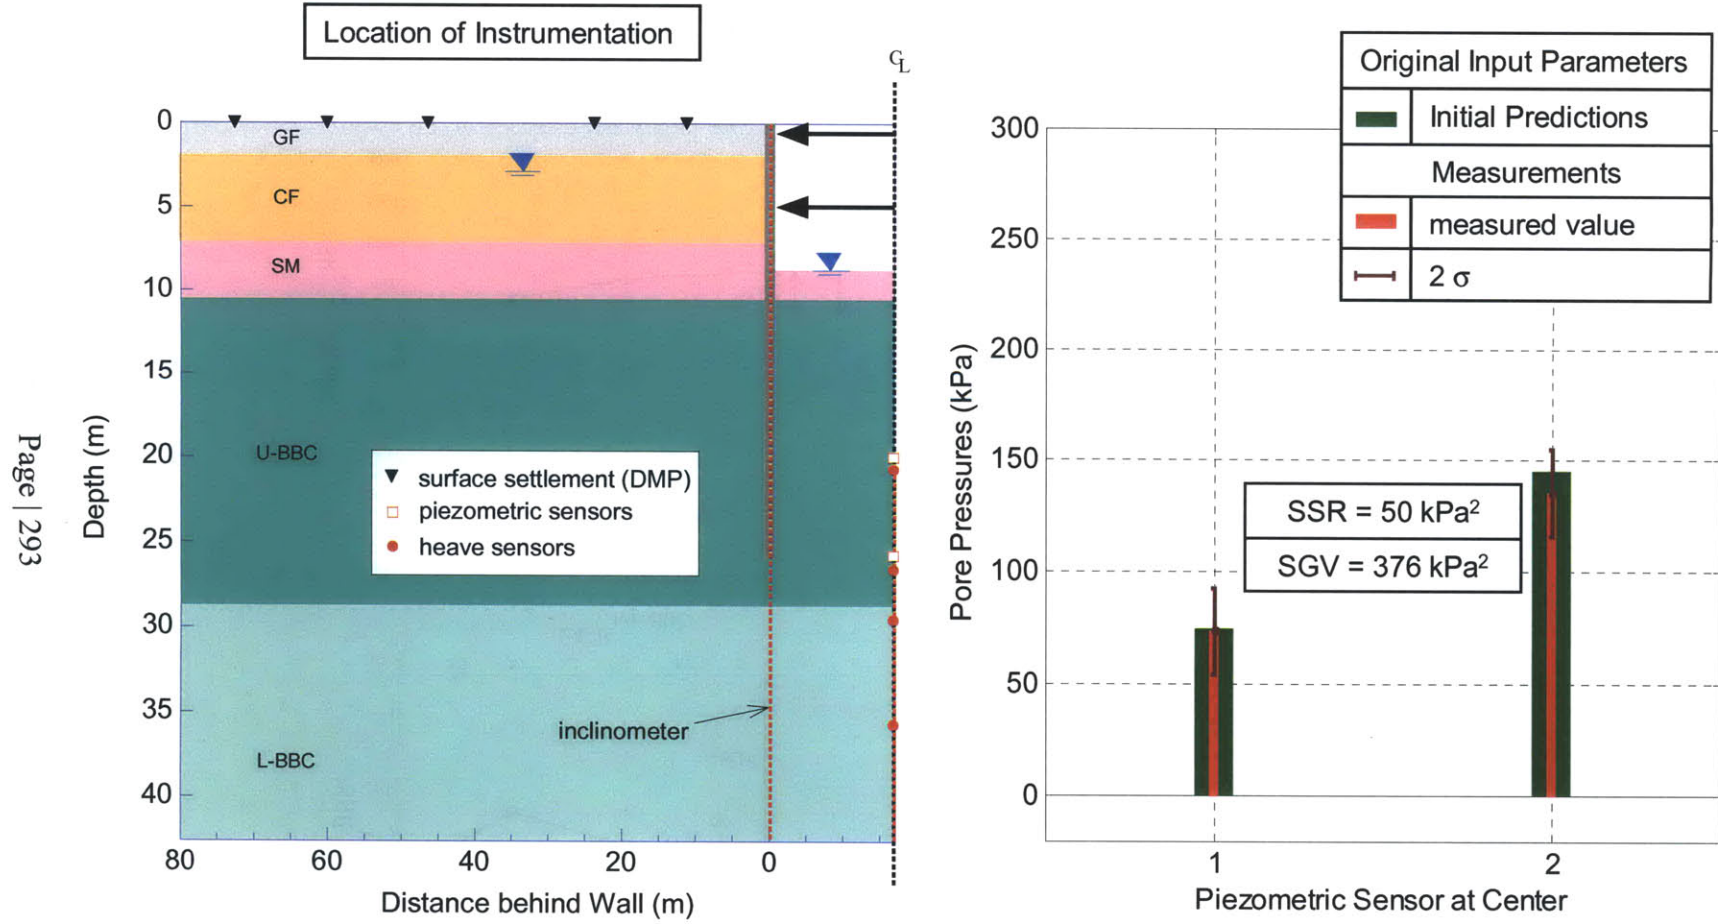 Location of Instrumentation
C
L
0
5
10
15
20
25
30
35
40
Depth (m)
GF
CF
SM
U-BBC
L-BBC
surface settlement (DMP)
piezometric sensors
heave sensors
inclinometer
80
60
40
20
0
Distance behind Wall (m)
Page | 293
Original Input Parameters
Initial Predictions
Measurements
measured value
2 σ
300
250
200
150
100
50
0
Pore Pressures (kPa)
SSR = 50 kPa²
SGV = 376 kPa²
1
2
Piezometric Sensor at Center